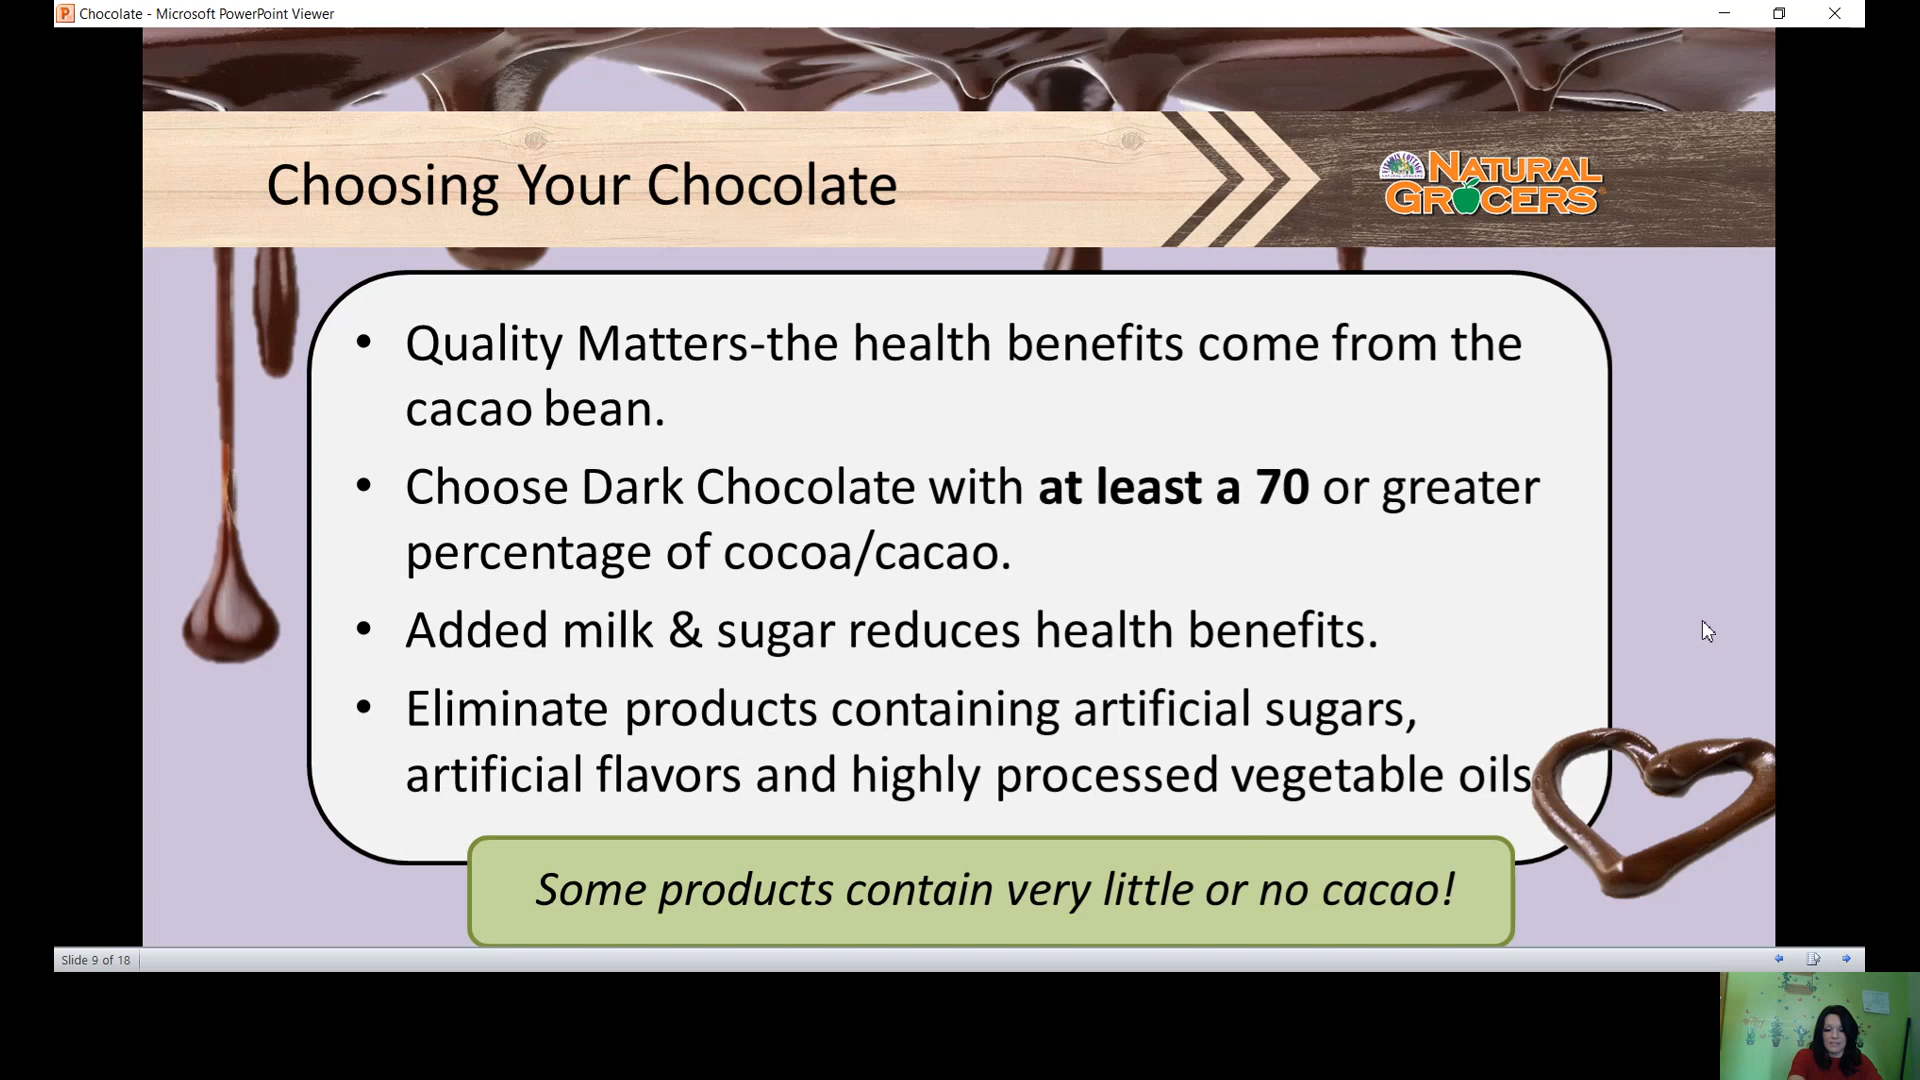 Chocolate - Microsoft PowerPoint Viewer
Choosing Your Chocolate
NATURAL
GROCERS
• Quality Matters-the health benefits come from the
cacao bean.
• Choose Dark Chocolate with at least a 70 or greater
percentage of cocoa/cacao.
• Added milk & sugar reduces health benefits.
• Eliminate products containing artificial sugars,
artificial flavors and highly processed vegetable oils
Some products contain very little or no cacao!
Slide 9 of 18